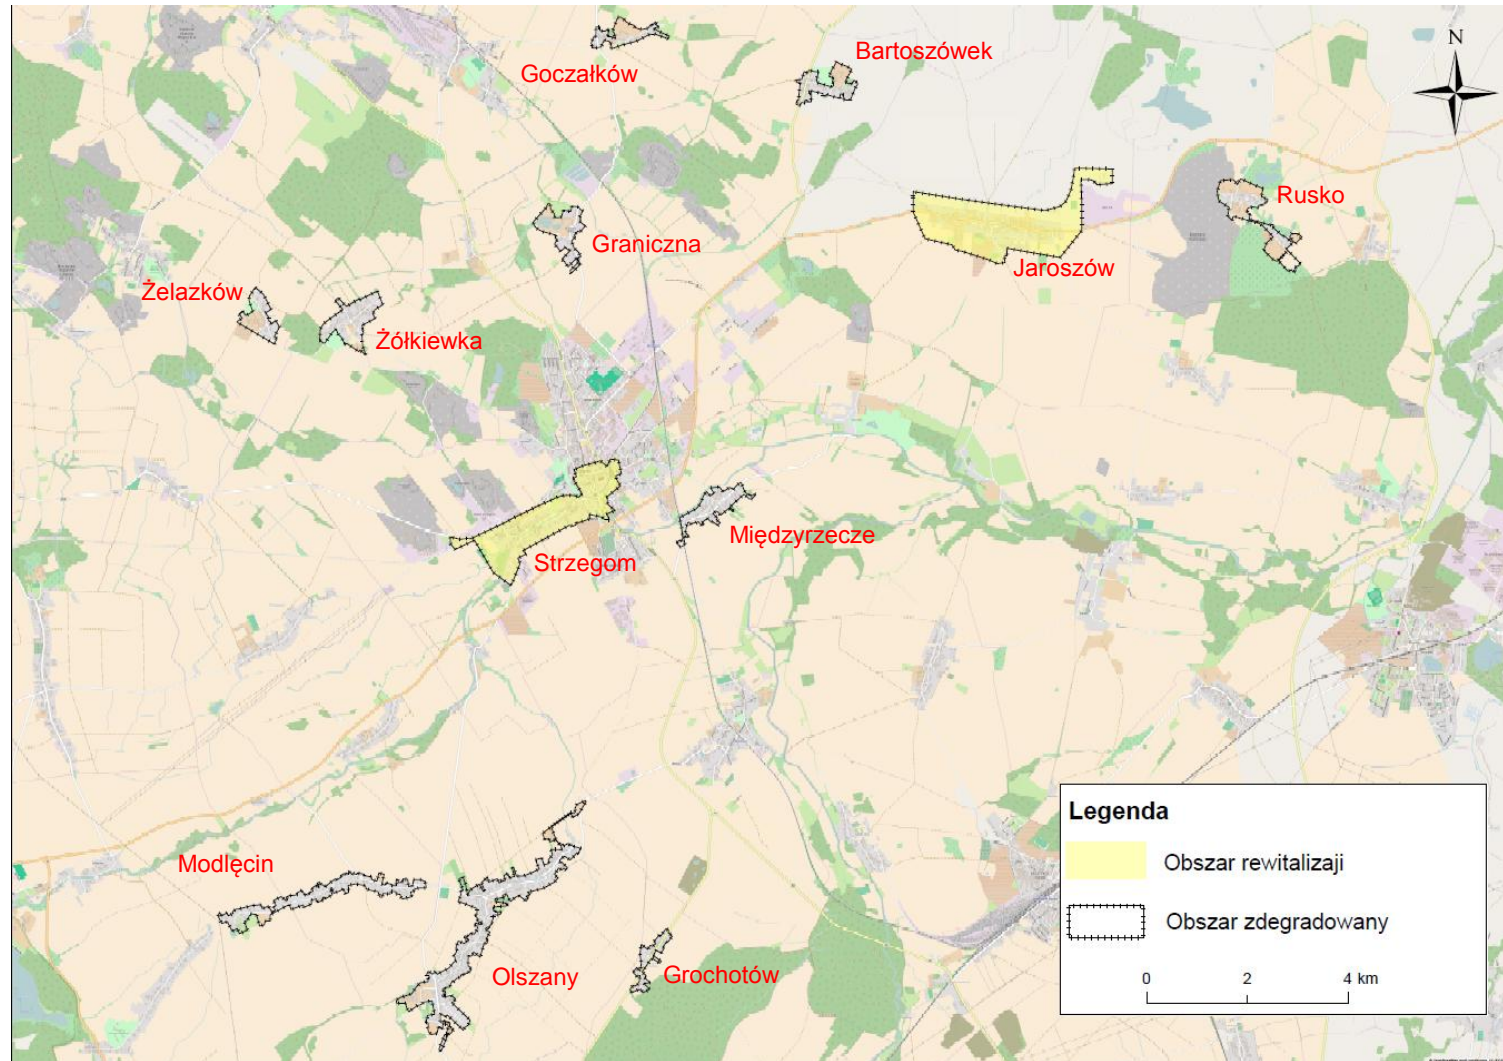 Goczałków
Bartoszówek
N
Rusko
Graniczna
Jaroszów
Żelazków
Żółkiewka
Międzyrzecze
Strzegom
Modlęcin
Olszany
Grochotów
Legenda
Obszar rewitalizaji
Obszar zdegradowany
0 2 4 km